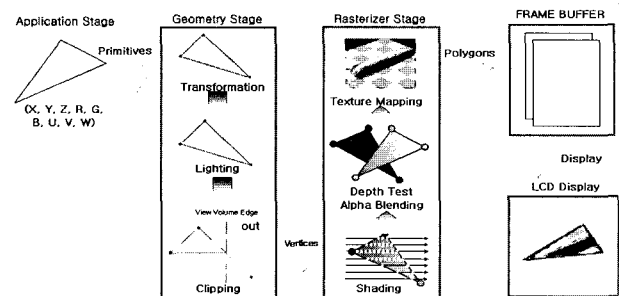 Application Stage
Primitives
(X, Y, Z, R, G,
B, U, V, W)
Geometry Stage
Transformation
Lighting
View Volume Edge
out
Clipping
Vertices
Rasterizer Stage
Texture Mapping
Depth Test
Alpha Blending
Shading
Polygons
FRAME BUFFER
Display
LCD Display